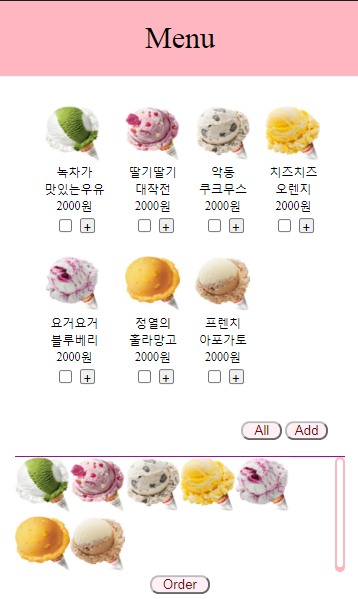 Menu
녹차가 딸기딸기 악동 치즈치즈
맛있는우유 대작전 쿠크무스 오렌지
2000원 2000원 2000원 2000원
+ + + +
요거요거 정열의 프렌치
블루베리 홀라망고 아포가토
2000원 2000원 2000원
+ + +
All Add
Order